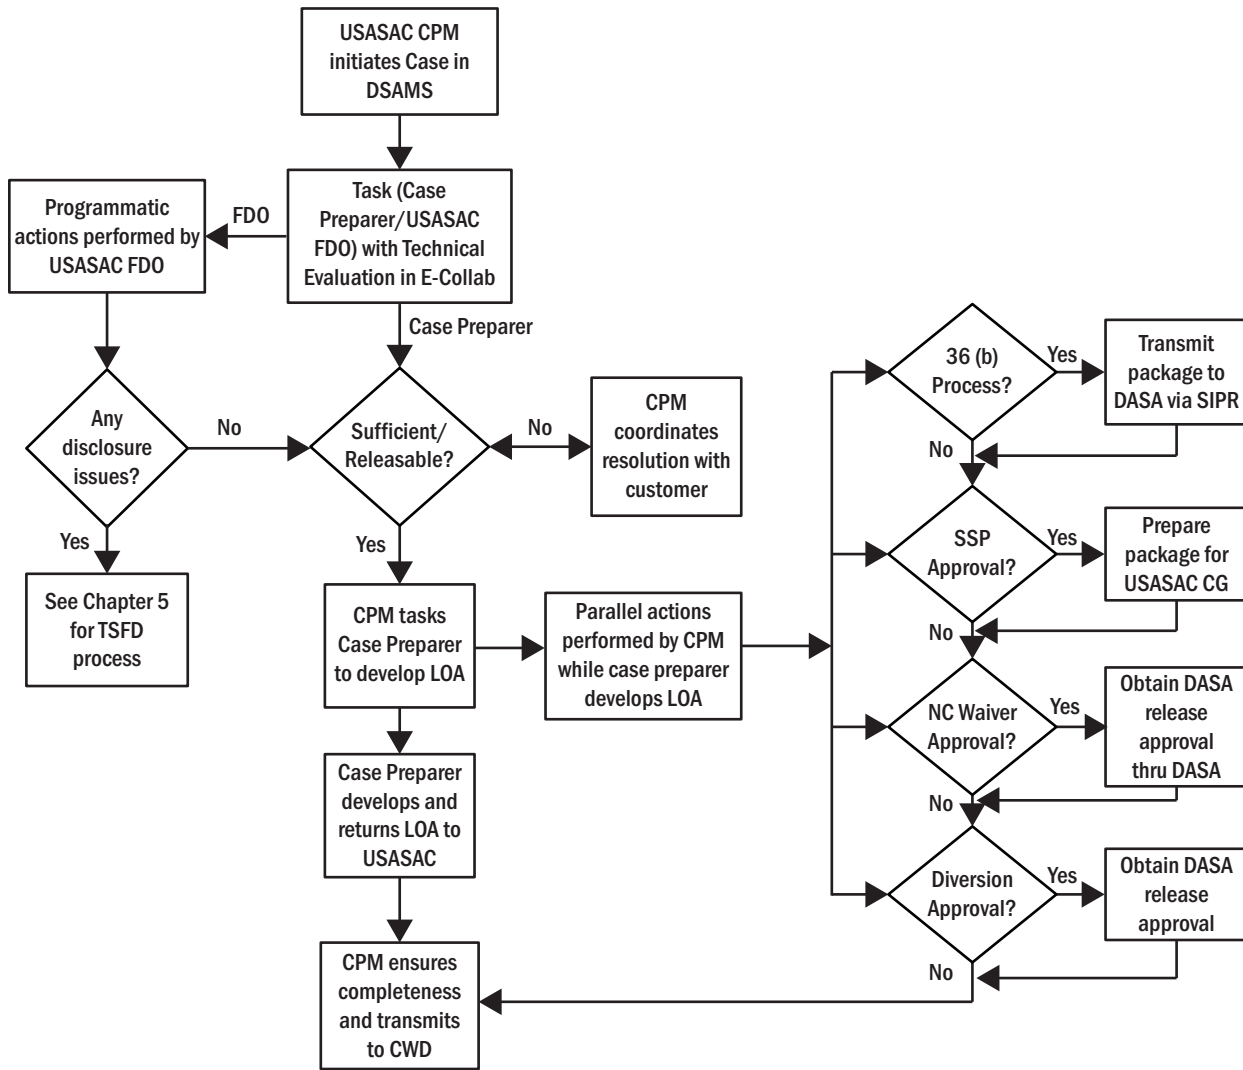 USASAC CPM
initiates Case in
DSAMS
Programmatic
actions performed by
USASAC FDO
FDO
Task (Case
Preparer/USASAC
FDO) with Technical
Evaluation in E-Collab
Case Preparer
Any
disclosure
issues?
No
Yes
See Chapter 5
for TSFD
process
Sufficient/
Releasable?
No
CPM
coordinates
resolution with
customer
Yes
CPM tasks
Case Preparer
to develop LOA
Parallel actions
performed by CPM
while case preparer
develops LOA
Case Preparer
develops and
returns LOA to
USASAC
CPM ensures
completeness
and transmits
to CWD
36 (b)
Process?
Yes
Transmit
package to
DASA via SIPR
No
SSP
Approval?
Yes
Prepare
package for
USASAC CG
No
NC Waiver
Approval?
Yes
Obtain DASA
release
approval
thru DASA
No
Diversion
Approval?
Yes
Obtain DASA
release
approval
No